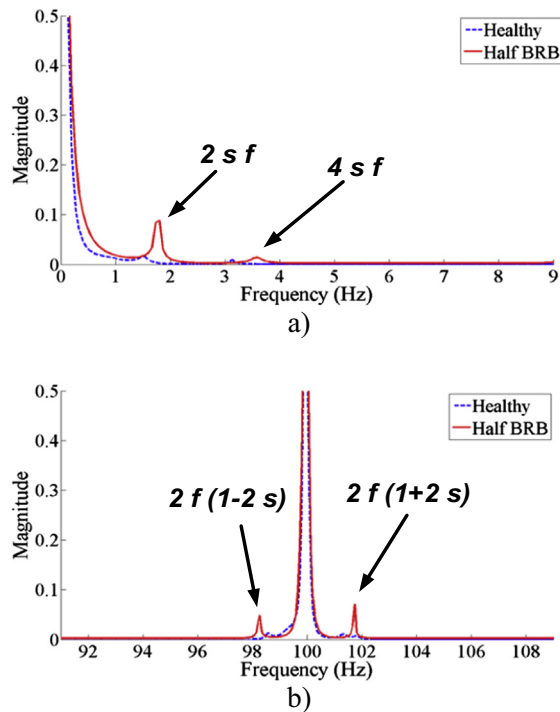 0.5
0.4
0.3
0.2
0.1
0
Magnitude
Healthy
Half BRB
2 s f
4 s f
0 1 2 3 4 5 6 7 8 9
Frequency (Hz)
a)
0.5
0.4
0.3
0.2
0.1
0
Magnitude
Healthy
Half BRB
2 f (1-2 s)
2 f (1+2 s)
92 94 96 98 100 102 104 106 108
Frequency (Hz)
b)